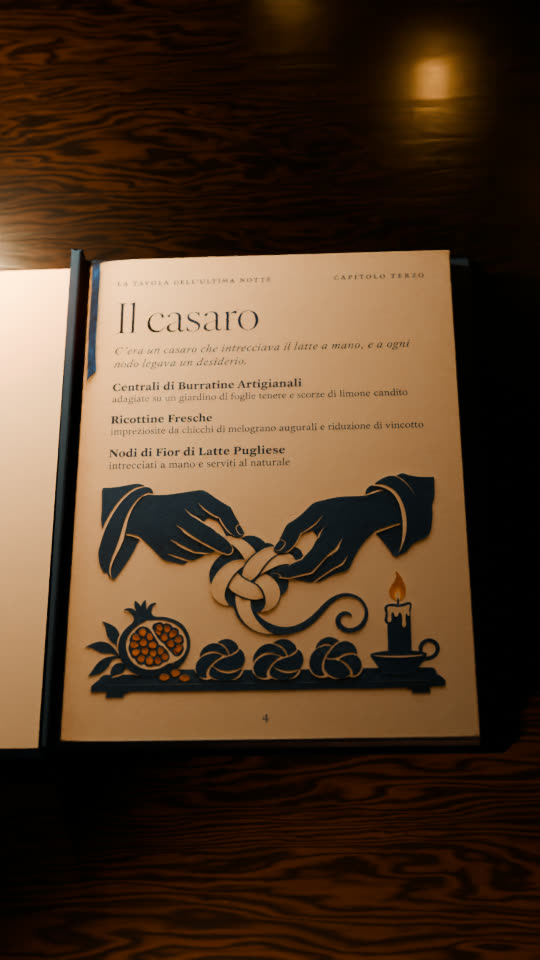 LA TAVOLA DELL'ULTIMA NOTTE
CAPITOLO TERZO
Il casaro
C'era un casaro che intrecciava il latte a mano, e a ogni
nodo legava un desiderio.
Centrali di Burratine Artigianali
adagiate su un giardino di foglie tenere e scorze di limone candito
Ricottine Fresche
impreziosite da chicchi di melograno augurali e riduzione di vincotto
Nodi di Fior di Latte Pugliese
intrecciati a mano e serviti al naturale
4